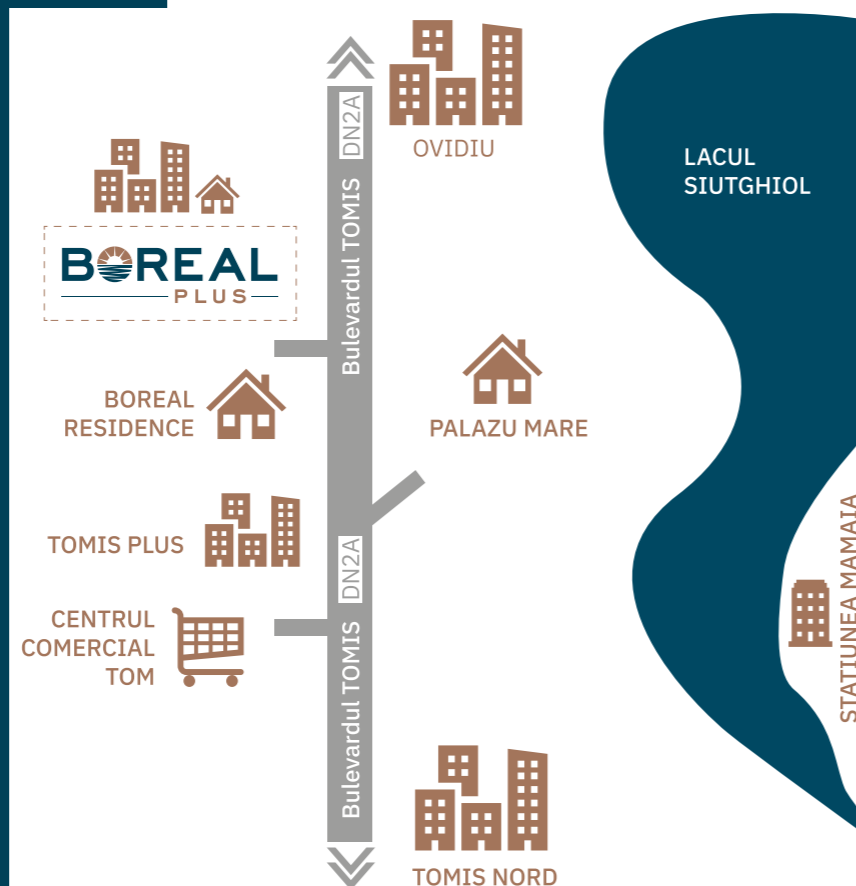 OVIDIU
DN2A
Bulevardul TOMIS
LACUL
SIUTGHIOL
BOREAL
PLUS
BOREAL
RESIDENCE
PALAZU MARE
TOMIS PLUS
DN2A
Bulevardul TOMIS
CENTRUL
COMERCIAL
TOM
STATIUNEA MAMAIA
TOMIS NORD